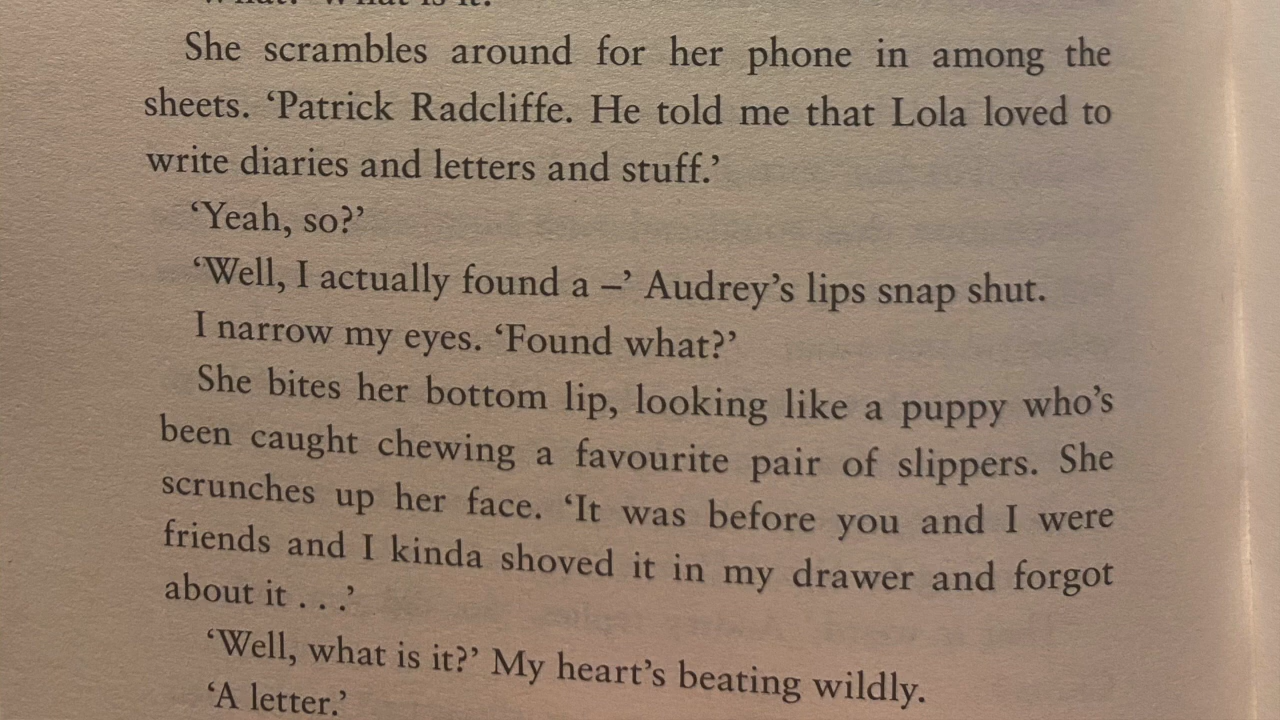 She scrambles around for her phone in among the
sheets. ‘Patrick Radcliffe. He told me that Lola loved to
write diaries and letters and stuff.’
‘Yeah, so?’
‘Well, I actually found a –’ Audrey’s lips snap shut.
I narrow my eyes. ‘Found what?’
She bites her bottom lip, looking like a puppy who’s
been caught chewing a favourite pair of slippers. She
scrunches up her face. ‘It was before you and I were
friends and I kinda shoved it in my drawer and forgot
about it . . .’
‘Well, what is it?’ My heart’s beating wildly.
‘A letter.’